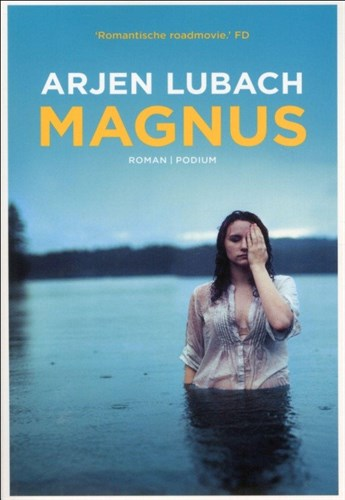 ‘Romantische roadmovie.’ FD
ARJEN LUBACH
MAGNUS
ROMAN | PODIUM